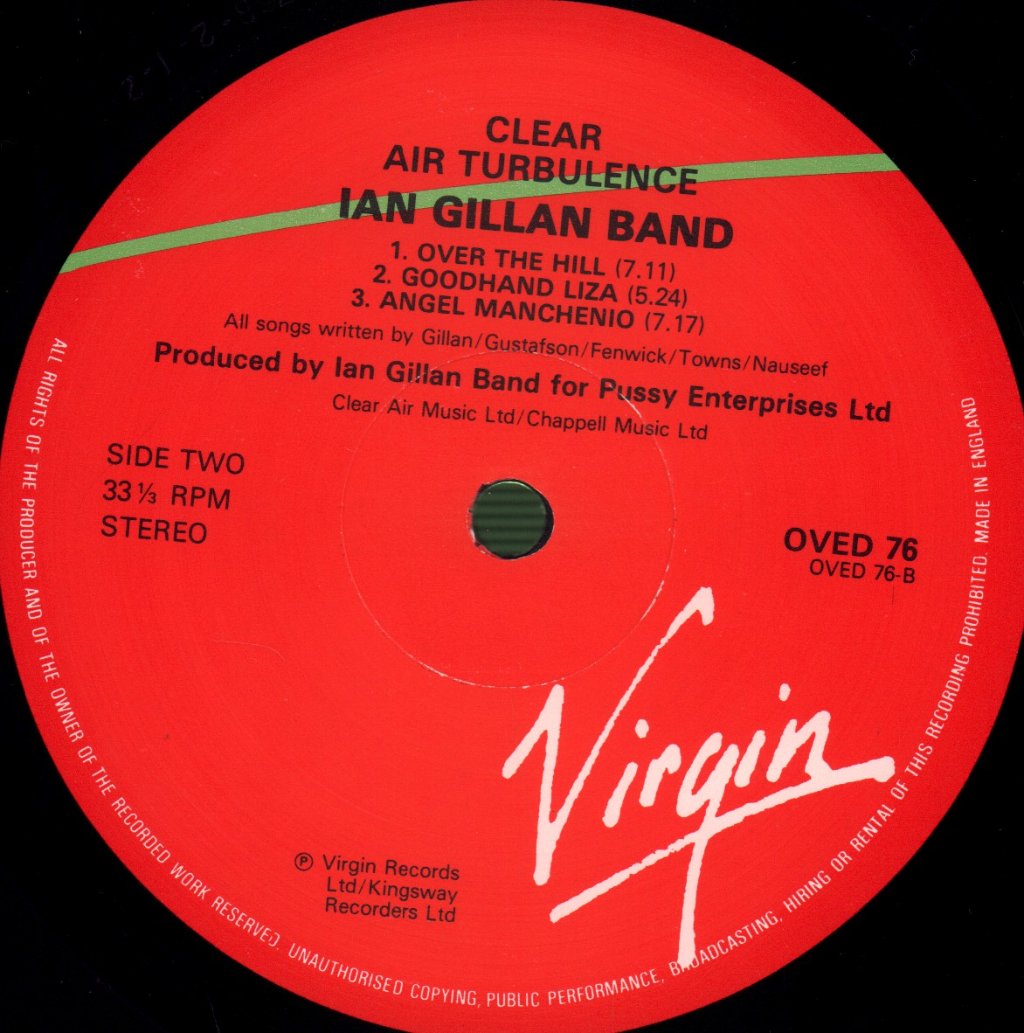 CLEAR
AIR TURBULENCE
IAN GILLAN BAND
1. OVER THE HILL (7.11)
2. GOODHAND LIZA (5.24)
3. ANGEL MANCHENIO (7.17)
All songs written by Gillan/Gustafson/Fenwick/Towns/Nauseef
Produced by Ian Gillan Band for Pussy Enterprises Ltd
Clear Air Music Ltd/Chappell Music Ltd
SIDE TWO
33⅓ RPM
STEREO
OVED 76
OVED 76-B
Virgin
℗ Virgin Records
Ltd/Kingsway
Recorders Ltd
ALL RIGHTS OF THE PRODUCER AND OF THE OWNER OF THE RECORDED WORK RESERVED. UNAUTHORISED COPYING, PUBLIC PERFORMANCE, BROADCASTING, HIRING OR RENTAL OF THIS RECORDING PROHIBITED. MADE IN ENGLAND